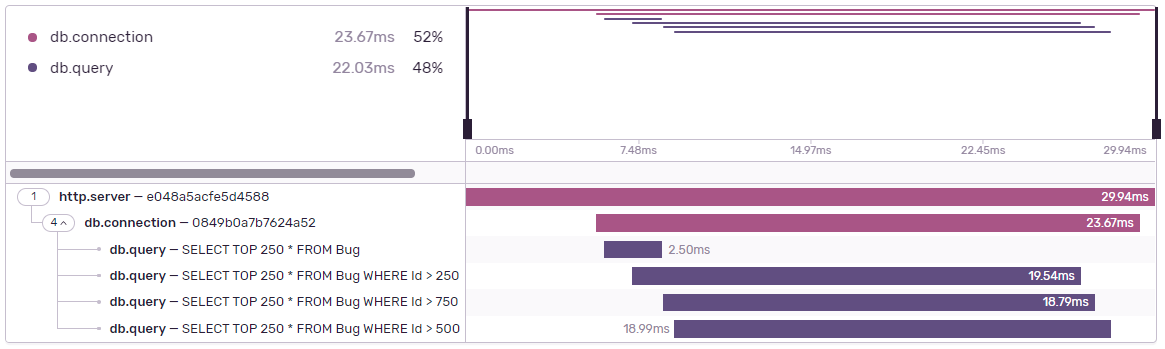 db.connection 23.67ms 52%
db.query 22.03ms 48%
0.00ms 7.48ms 14.97ms 22.45ms 29.94ms
1 http.server — e048a5acfe5d4588 29.94ms
4 db.connection — 0849b0a7b7624a52 23.67ms
db.query — SELECT TOP 250 * FROM Bug 2.50ms
db.query — SELECT TOP 250 * FROM Bug WHERE Id > 250 19.54ms
db.query — SELECT TOP 250 * FROM Bug WHERE Id > 750 18.79ms
db.query — SELECT TOP 250 * FROM Bug WHERE Id > 500 18.99ms